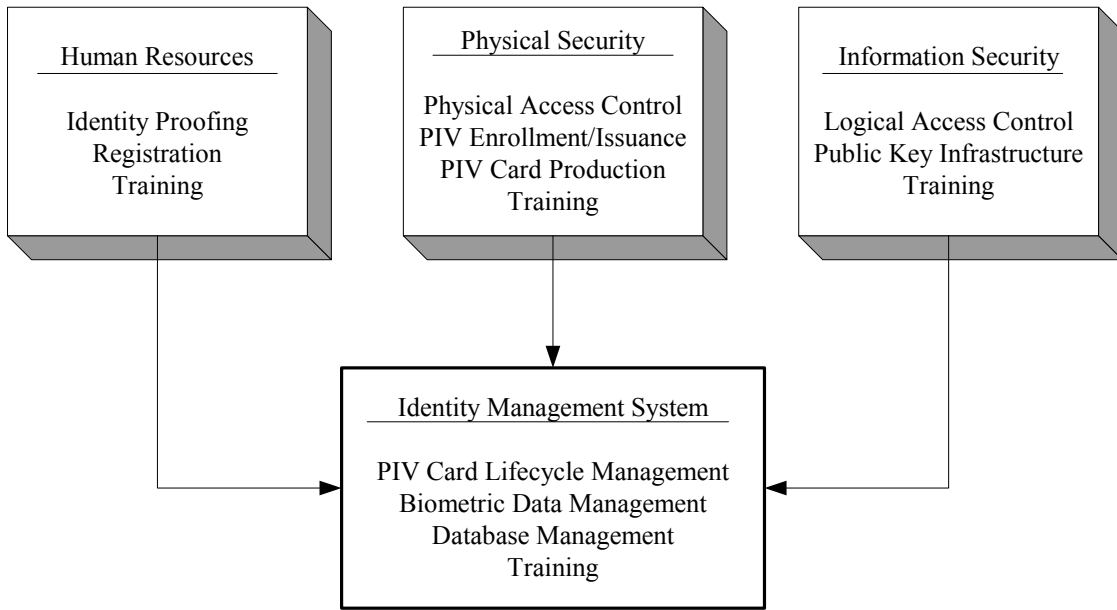 Human Resources
Identity Proofing
Registration
Training
Physical Security
Physical Access Control
PIV Enrollment/Issuance
PIV Card Production
Training
Information Security
Logical Access Control
Public Key Infrastructure
Training
Identity Management System
PIV Card Lifecycle Management
Biometric Data Management
Database Management
Training